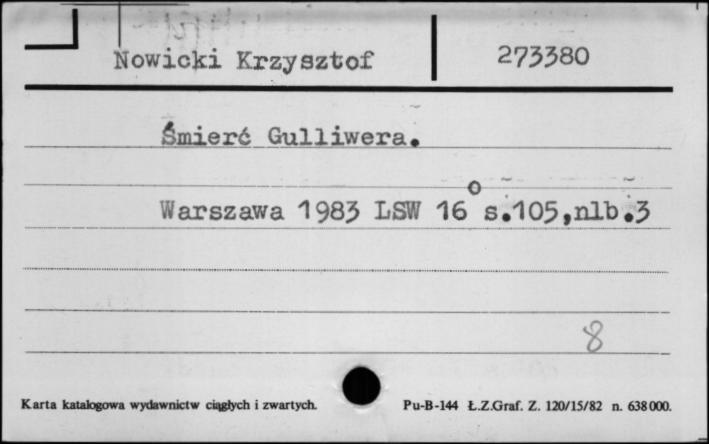 Nowicki Krzysztof 273380
Śmierć Gulliwera.
Warszawa 1983 LSW 16° s.105,nlb.3
8
Karta katalogowa wydawnictw ciągłych i zwartych. Pu-B-144 Ł.Z.Graf. Z. 120/15/82 n. 638000.